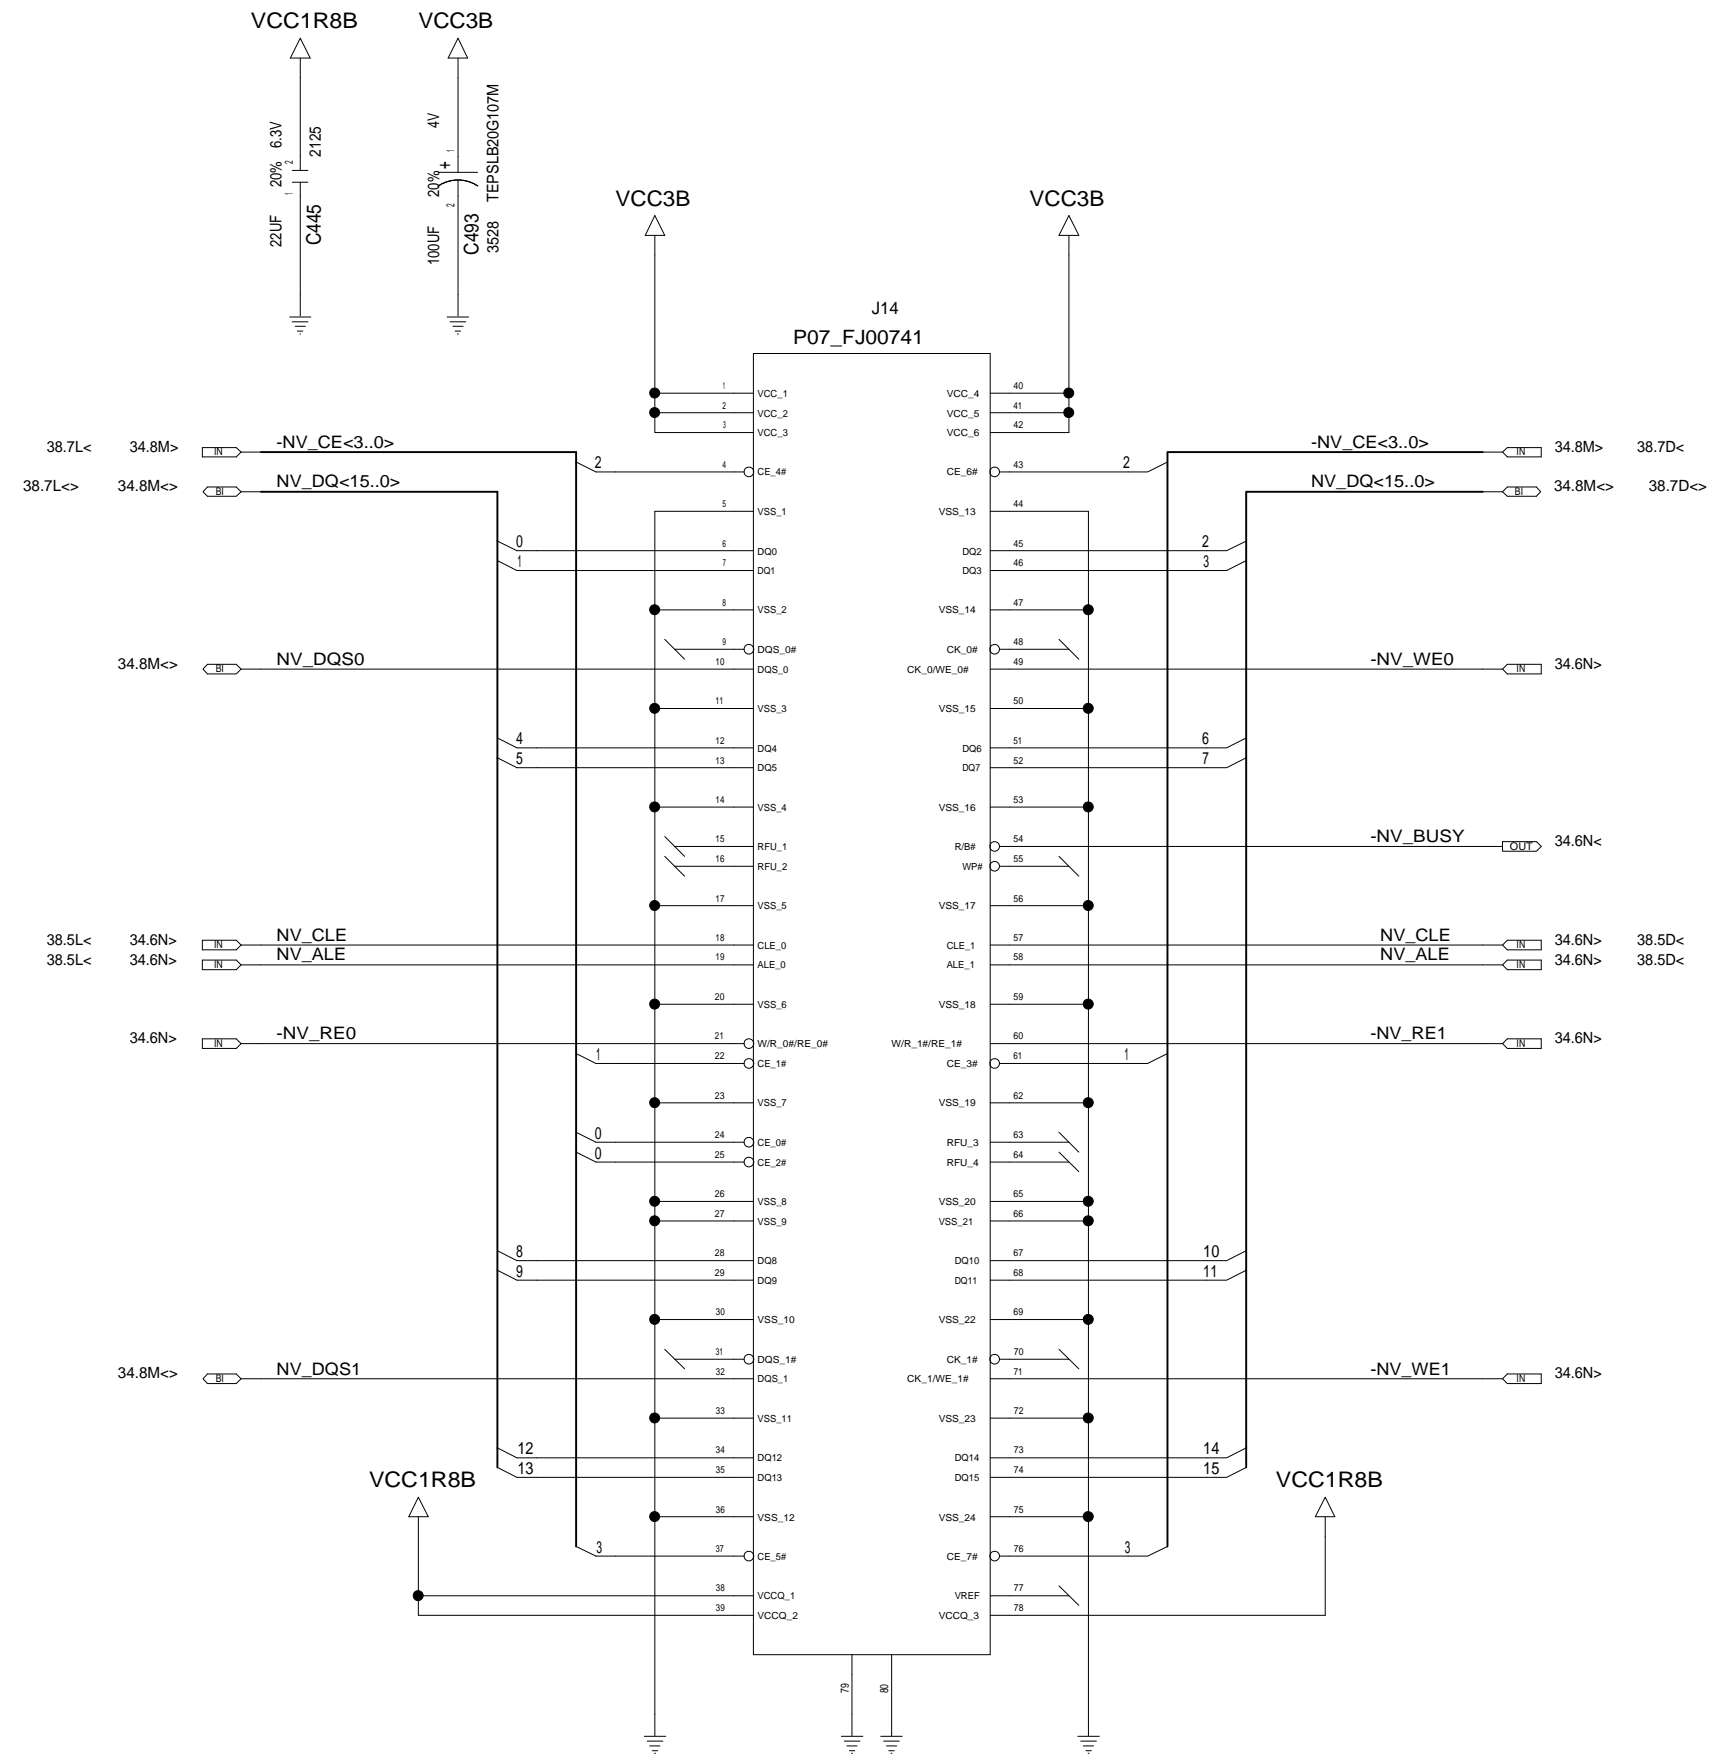 VCC1R8B VCC3B
22UF 20% 6.3V
1 2
C445 2125
100UF 20% 4V
2 + 1
C493
3528 TEPSLB20G107M
VCC3B VCC3B
J14
P07_FJ00741
1 VCC_1 VCC_4 40
2 VCC_2 VCC_5 41
3 VCC_3 VCC_6 42
38.7L< 34.8M> IN -NV_CE<3..0> -NV_CE<3..0> IN 34.8M> 38.7D<
2 4 CE_4# CE_6# 43 2
38.7L<> 34.8M<> BI NV_DQ<15..0> NV_DQ<15..0> BI 34.8M<> 38.7D<>
5 VSS_1 VSS_13 44
0 6 DQ0 DQ2 45 2
1 7 DQ1 DQ3 46 3
8 VSS_2 VSS_14 47
9 DQS_0# CK_0# 48
34.8M<> BI NV_DQS0 10 DQS_0 CK_0/WE_0# 49 -NV_WE0 IN 34.6N>
11 VSS_3 VSS_15 50
4 12 DQ4 DQ6 51 6
5 13 DQ5 DQ7 52 7
14 VSS_4 VSS_16 53
15 RFU_1 R/B# 54 -NV_BUSY OUT 34.6N<
16 RFU_2 WP# 55
17 VSS_5 VSS_17 56
38.5L< 34.6N> IN NV_CLE 18 CLE_0 CLE_1 57 NV_CLE IN 34.6N> 38.5D<
38.5L< 34.6N> IN NV_ALE 19 ALE_0 ALE_1 58 NV_ALE IN 34.6N> 38.5D<
20 VSS_6 VSS_18 59
34.6N> IN -NV_RE0 21 W/R_0#/RE_0# W/R_1#/RE_1# 60 -NV_RE1 IN 34.6N>
1 22 CE_1# CE_3# 61 1
23 VSS_7 VSS_19 62
0 24 CE_0# RFU_3 63
0 25 CE_2# RFU_4 64
26 VSS_8 VSS_20 65
27 VSS_9 VSS_21 66
8 28 DQ8 DQ10 67 10
9 29 DQ9 DQ11 68 11
30 VSS_10 VSS_22 69
31 DQS_1# CK_1# 70
34.8M<> BI NV_DQS1 32 DQS_1 CK_1/WE_1# 71 -NV_WE1 IN 34.6N>
33 VSS_11 VSS_23 72
12 34 DQ12 DQ14 73 14
13 35 DQ13 DQ15 74 15
VCC1R8B VCC1R8B
36 VSS_12 VSS_24 75
3 37 CE_5# CE_7# 76 3
38 VCCQ_1 VREF 77
39 VCCQ_2 VCCQ_3 78
79 80